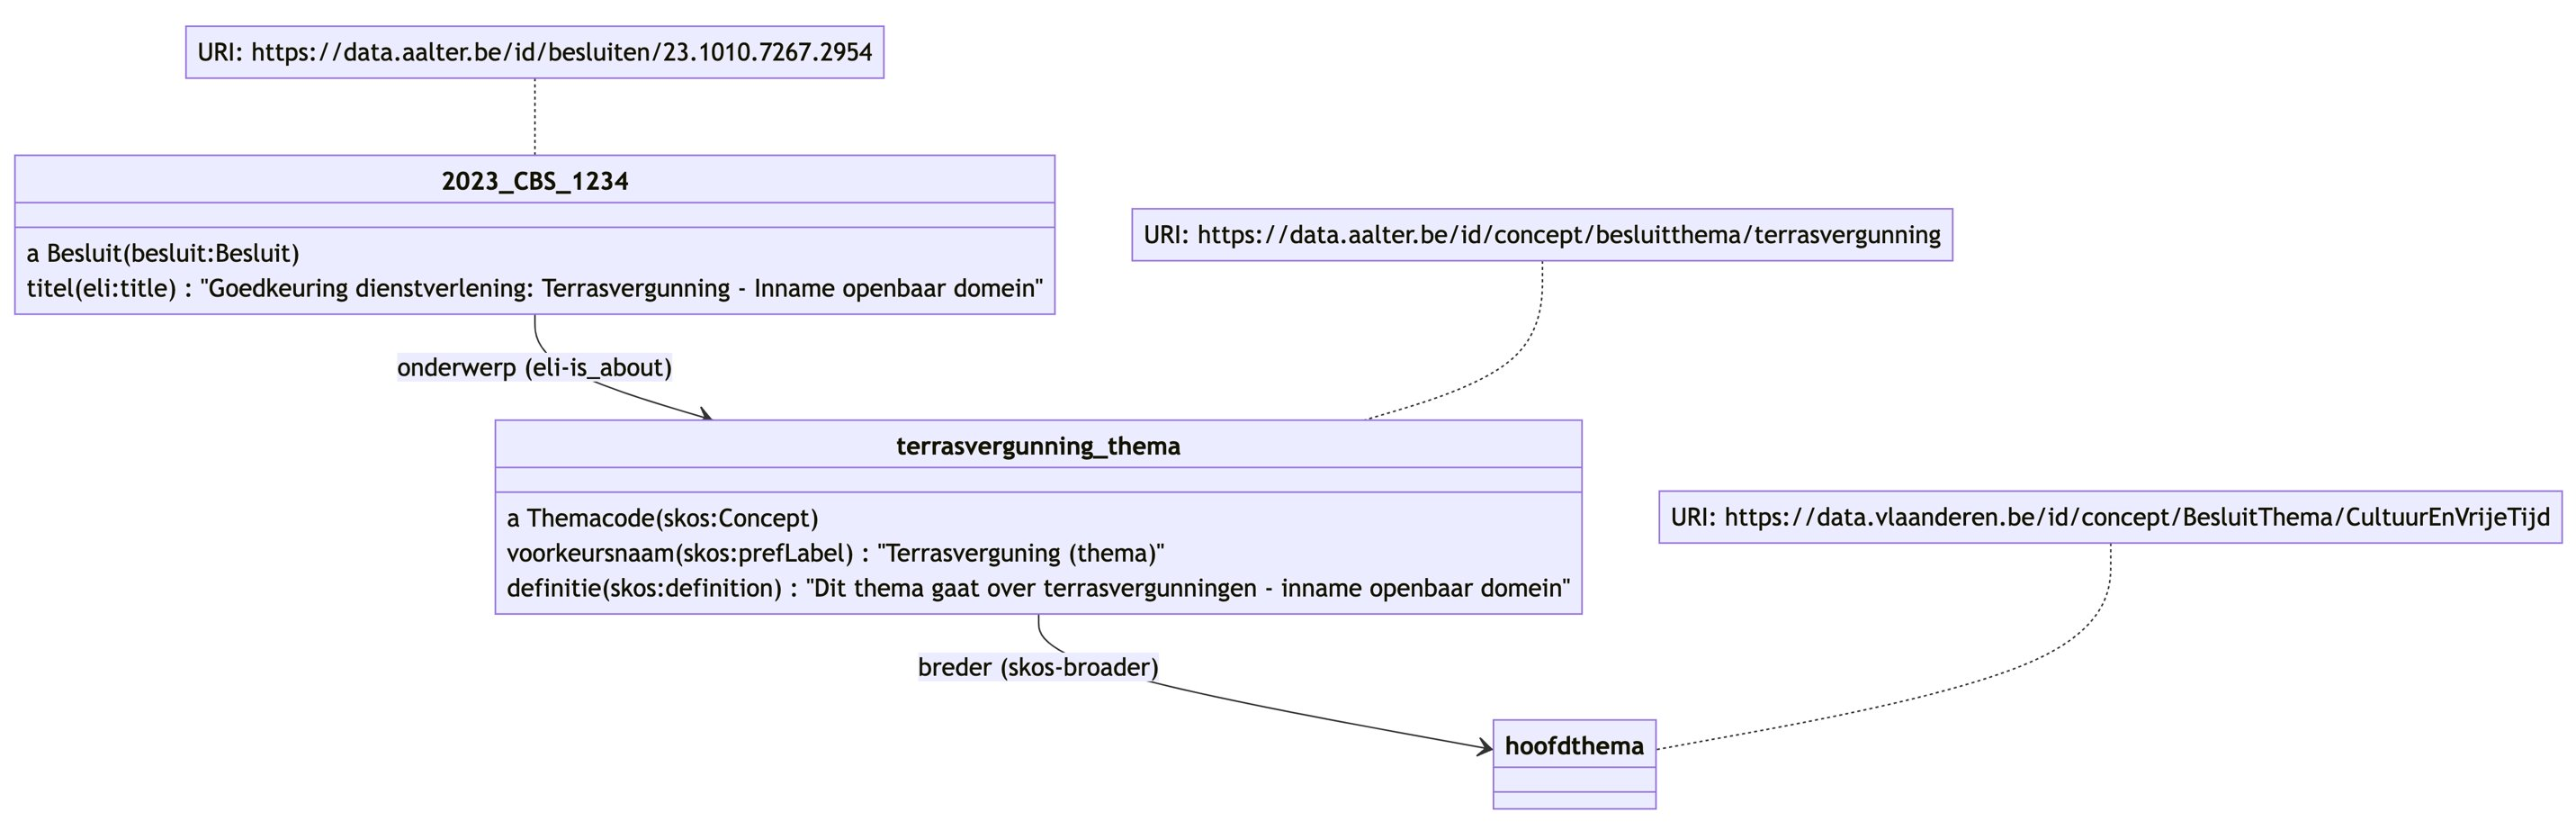 URI: https://data.aalter.be/id/besluiten/23.1010.7267.2954
2023_CBS_1234
a Besluit(besluit:Besluit)
titel(eli:title) : "Goedkeuring dienstverlening: Terrasvergunning - Inname openbaar domein"
URI: https://data.aalter.be/id/concept/besluitthema/terrasvergunning
onderwerp (eli-is_about)
terrasvergunning_thema
a Themacode(skos:Concept)
voorkeursnaam(skos:prefLabel) : "Terrasverguning (thema)"
definitie(skos:definition) : "Dit thema gaat over terrasvergunningen - inname openbaar domein"
URI: https://data.vlaanderen.be/id/concept/BesluitThema/CultuurEnVrijeTijd
breder (skos-broader)
hoofdthema